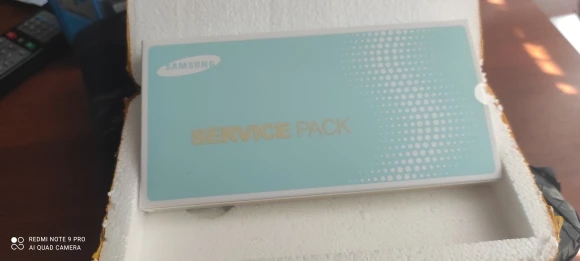 SAMSUNG
SERVICE PACK
REDMI NOTE 9 PRO
AI QUAD CAMERA